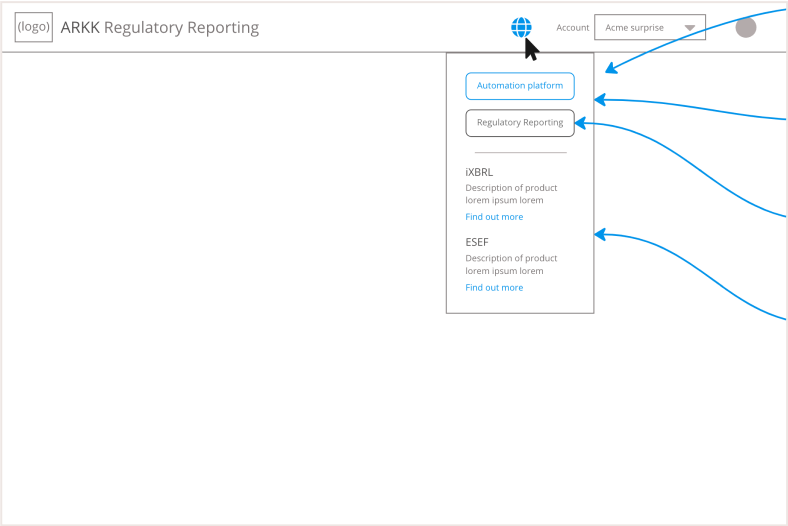 (logo) ARKK Regulatory Reporting
Account Acme surprise
Automation platform
Regulatory Reporting
iXBRL
Description of product
lorem ipsum lorem
Find out more
ESEF
Description of product
lorem ipsum lorem
Find out more